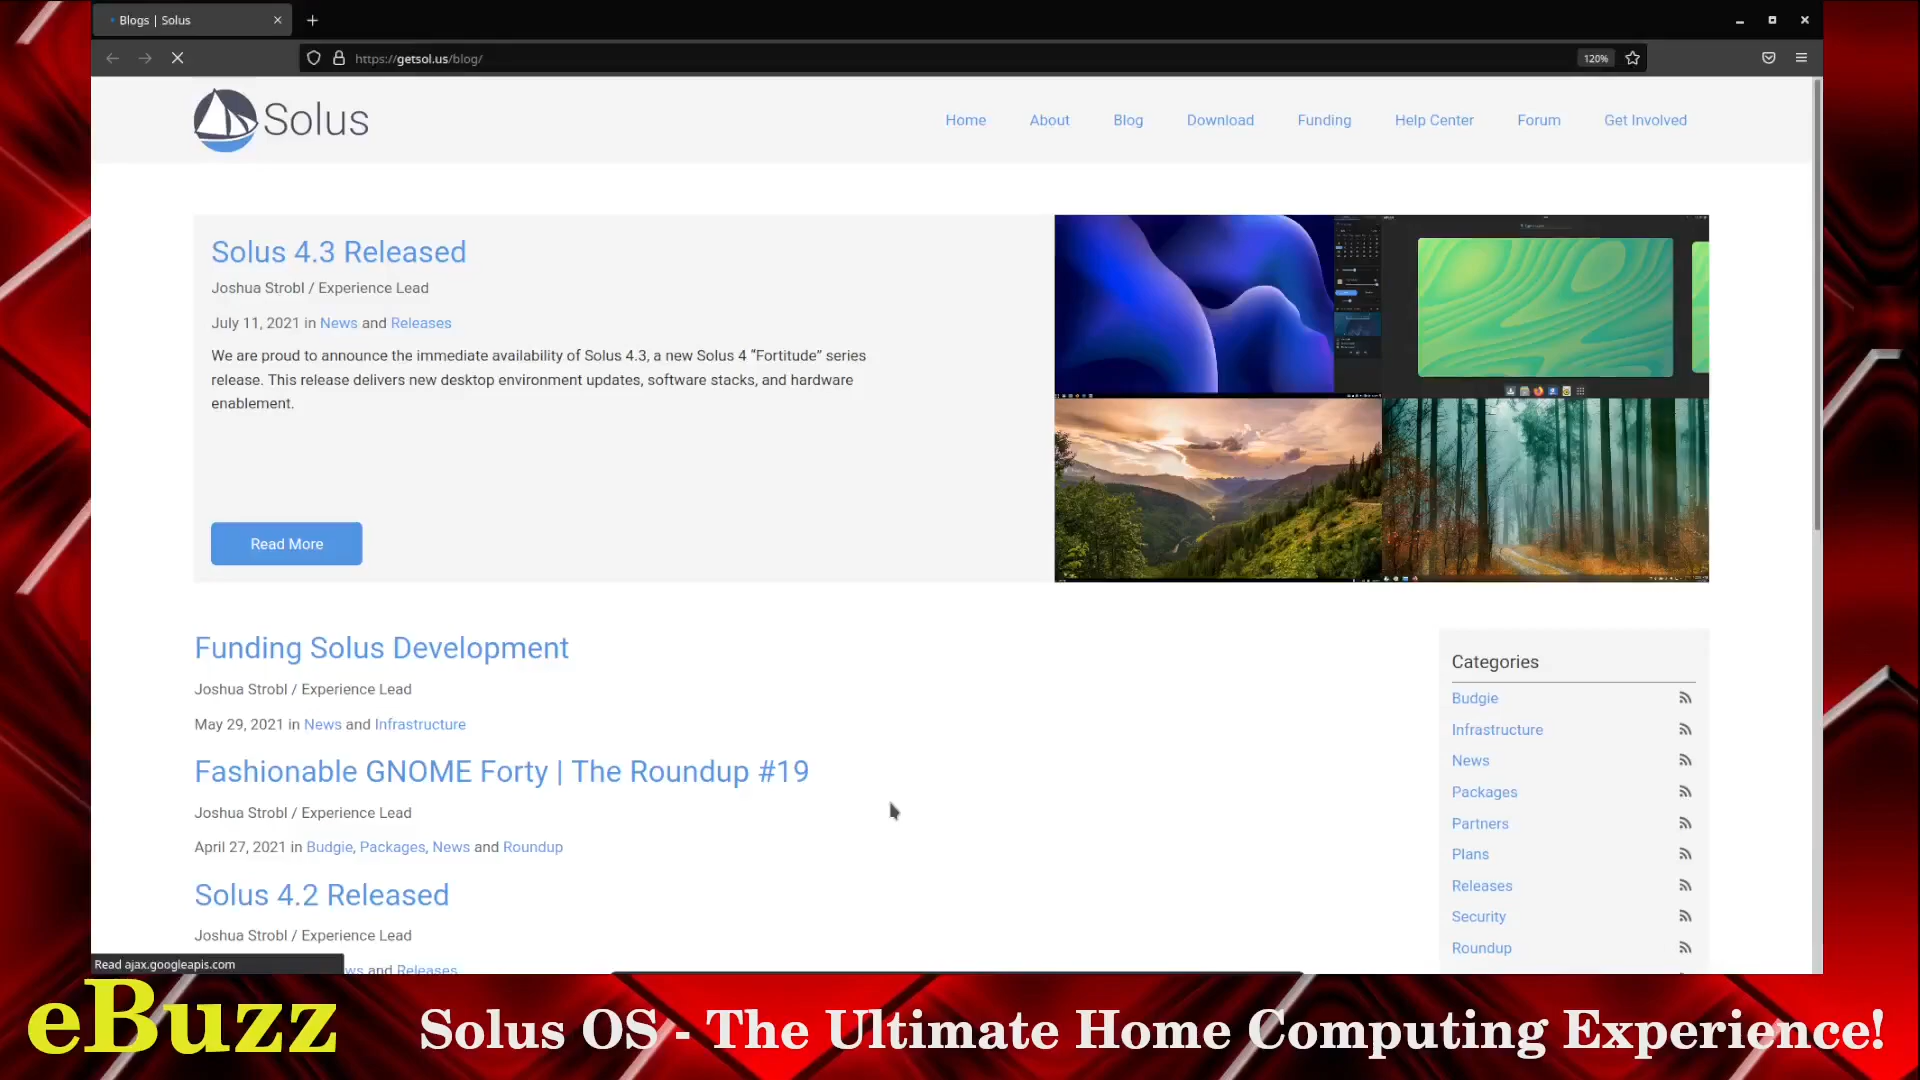 Blogs | Solus
https://getsol.us/blog/
120%
Solus
Home About Blog Download Funding Help Center Forum Get Involved
Solus 4.3 Released
Joshua Strobl / Experience Lead
July 11, 2021 in News and Releases
We are proud to announce the immediate availability of Solus 4.3, a new Solus 4 “Fortitude” series
release. This release delivers new desktop environment updates, software stacks, and hardware
enablement.
Read More
Funding Solus Development
Joshua Strobl / Experience Lead
May 29, 2021 in News and Infrastructure
Fashionable GNOME Forty | The Roundup #19
Joshua Strobl / Experience Lead
April 27, 2021 in Budgie, Packages, News and Roundup
Solus 4.2 Released
Joshua Strobl / Experience Lead
ws and Releases
Categories
Budgie
Infrastructure
News
Packages
Partners
Plans
Releases
Security
Roundup
Read ajax.googleapis.com
eBuzz
Solus OS - The Ultimate Home Computing Experience!